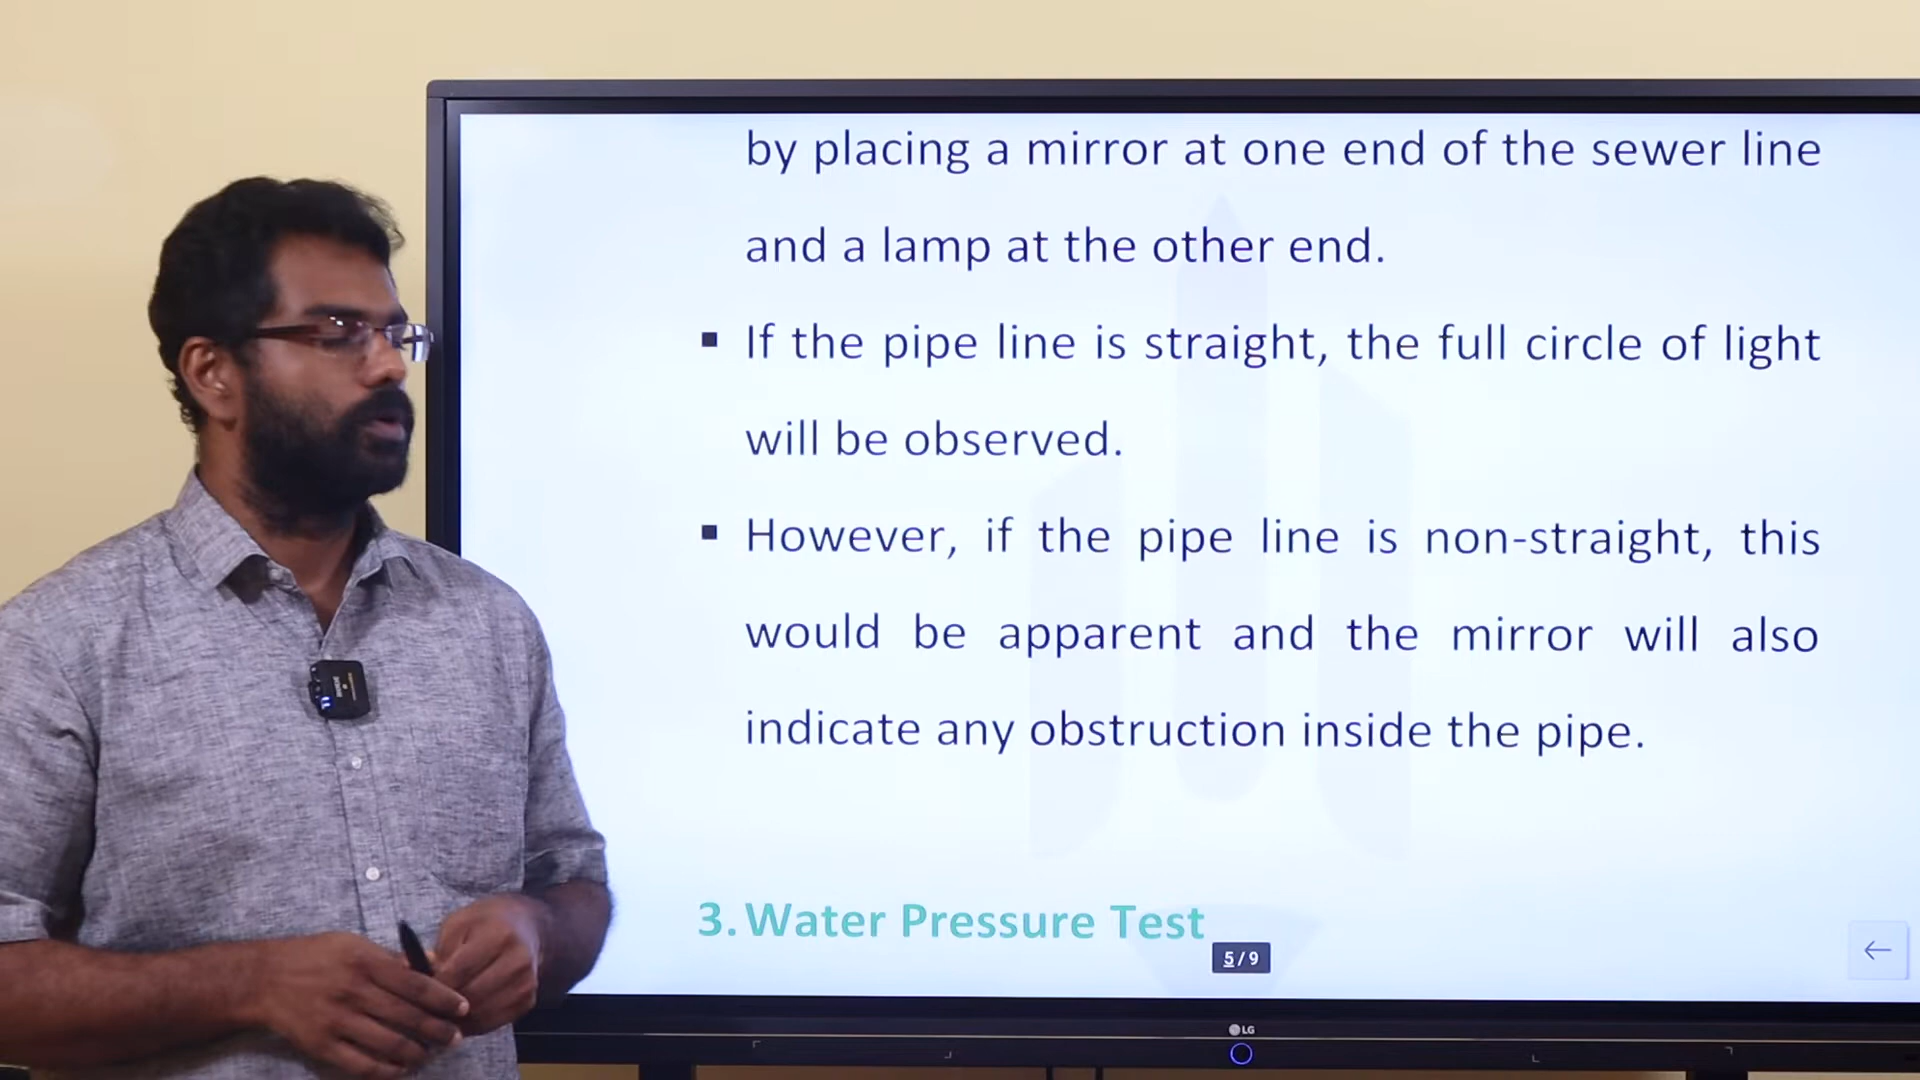 by placing a mirror at one end of the sewer line
and a lamp at the other end.
▪ If the pipe line is straight, the full circle of light
will be observed.
▪ However, if the pipe line is non-straight, this
would be apparent and the mirror will also
indicate any obstruction inside the pipe.
3. Water Pressure Test
5 / 9
LG